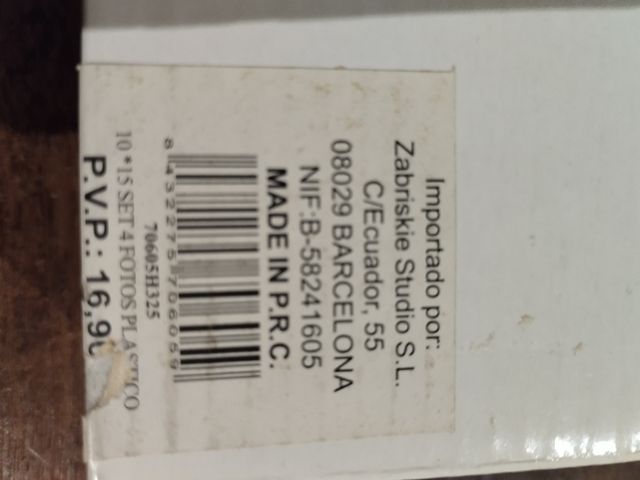 Importado por:
Zabriskie Studio S.L.
C/Ecuador, 55
08029 BARCELONA
NIF:B-58241605
MADE IN P.R.C.
8 432275 706059
70605H325
10*15 SET 4 FOTOS PLASTICO
P.V.P.: 16,90